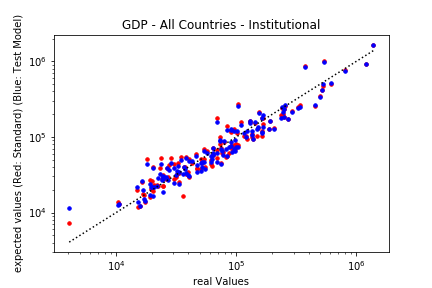 GDP - All Countries - Institutional
expected values (Red: Standard) (Blue: Test Model)
10⁶
10⁵
10⁴
10⁴ 10⁵ 10⁶
real Values